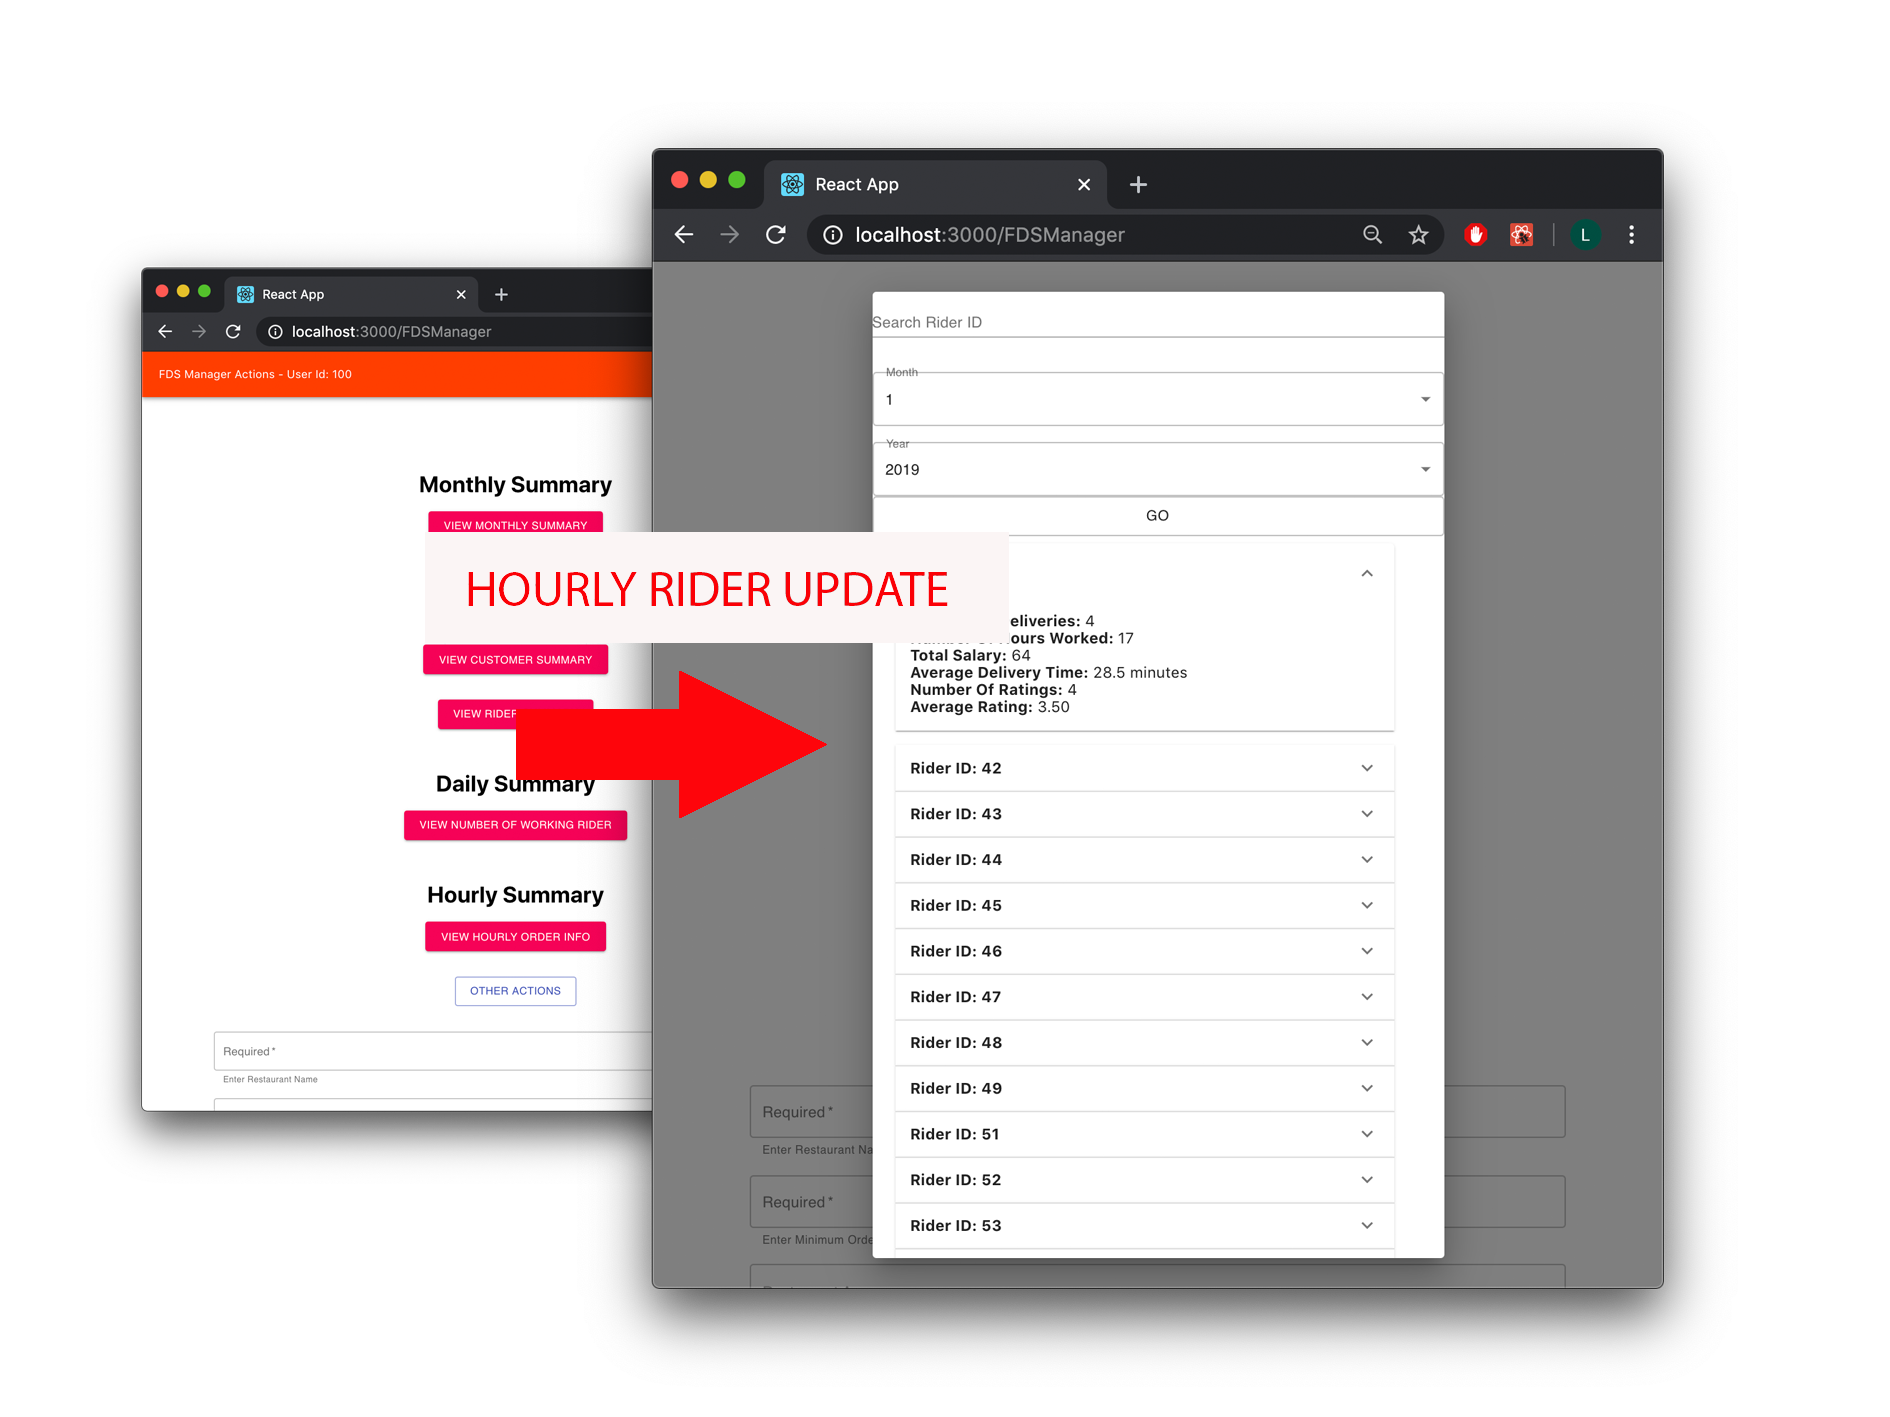 React App
localhost:3000/FDSManager
FDS Manager Actions - User Id: 100
Monthly Summary
VIEW MONTHLY SUMMARY
VIEW CUSTOMER SUMMARY
VIEW RIDER
Daily Summary
VIEW NUMBER OF WORKING RIDER
Hourly Summary
VIEW HOURLY ORDER INFO
OTHER ACTIONS
Required *
Enter Restaurant Name
HOURLY RIDER UPDATE
React App
localhost:3000/FDSManager
L
Search Rider ID
Month
1
Year
2019
GO
eliveries: 4
Number Of Hours Worked: 17
Total Salary: 64
Average Delivery Time: 28.5 minutes
Number Of Ratings: 4
Average Rating: 3.50
Rider ID: 42
Rider ID: 43
Rider ID: 44
Rider ID: 45
Rider ID: 46
Rider ID: 47
Rider ID: 48
Rider ID: 49
Rider ID: 51
Rider ID: 52
Rider ID: 53
Required *
Enter Restaurant Na
Required *
Enter Minimum Orde